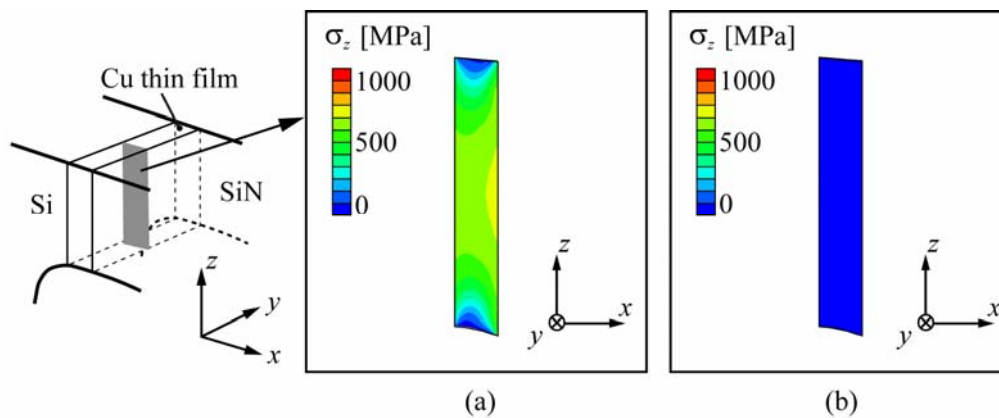 Cu thin film
Si
SiN
z
y
x
σz [MPa]
1000
500
0
z
y
x
(a)
σz [MPa]
1000
500
0
z
y
x
(b)